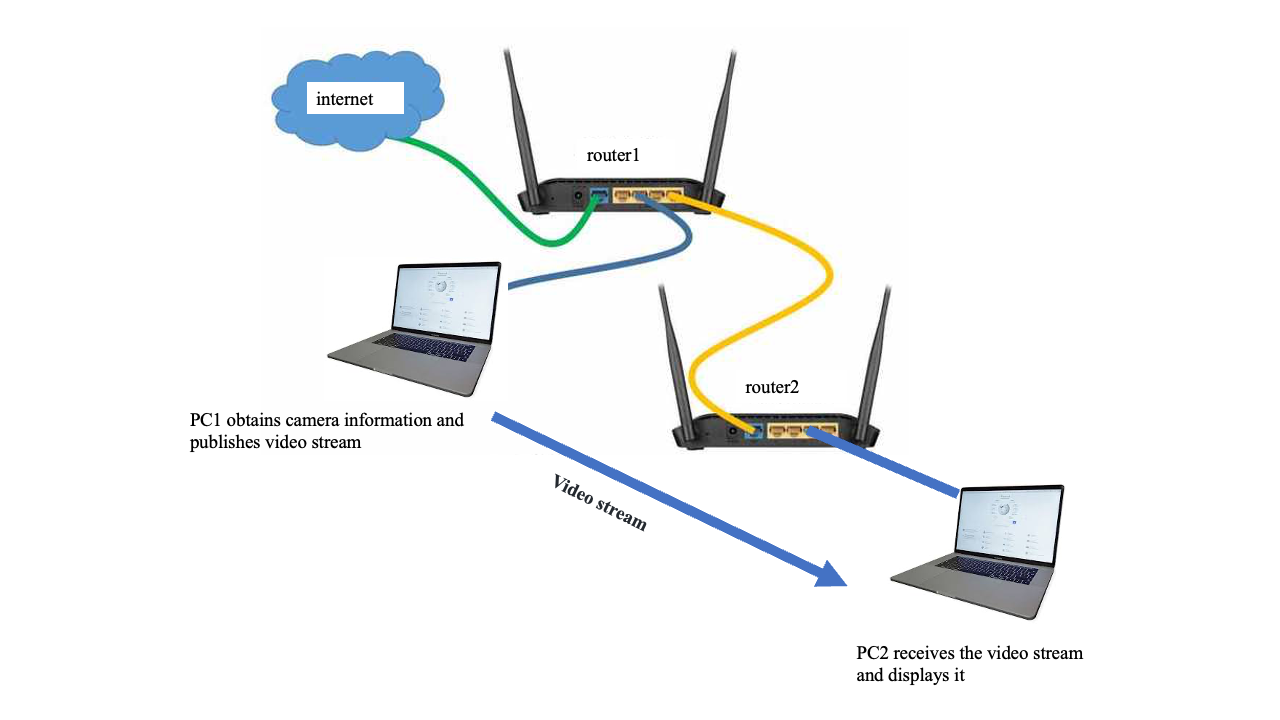 internet
router1
router2
PC1 obtains camera information and
publishes video stream
Video stream
PC2 receives the video stream
and displays it